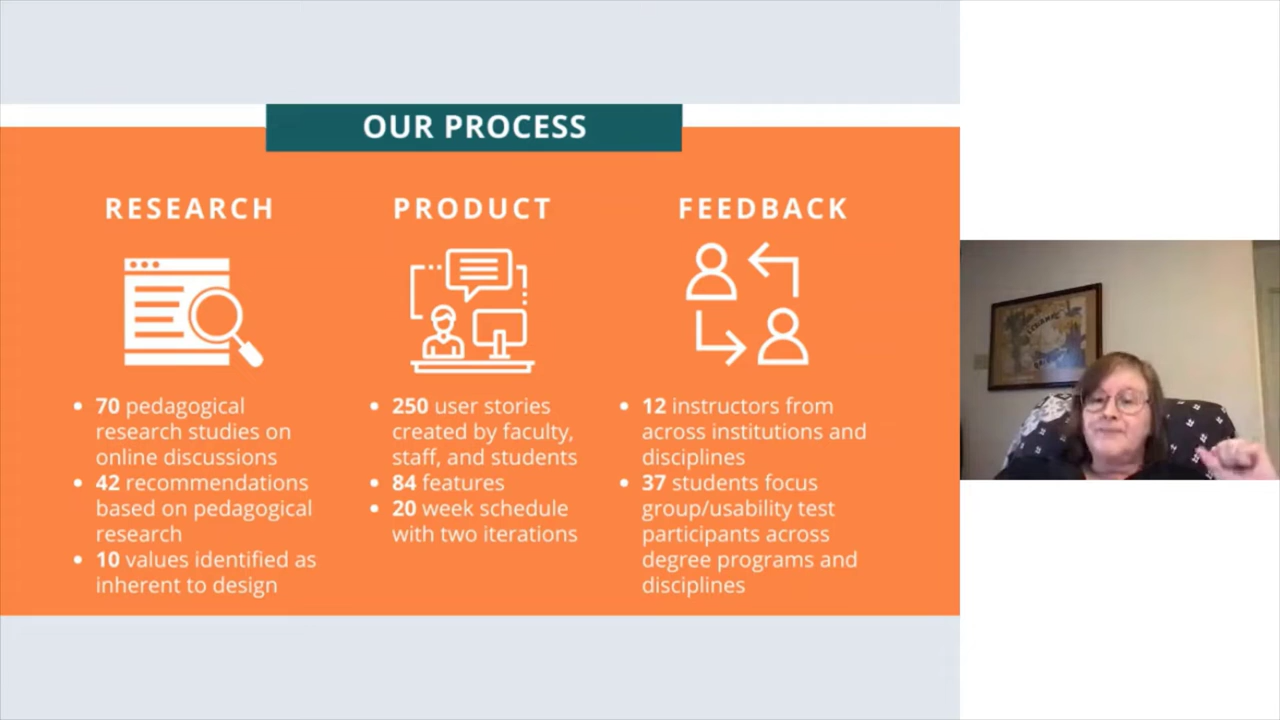 OUR PROCESS
RESEARCH
70 pedagogical
research studies on
online discussions
42 recommendations
based on pedagogical
research
10 values identified as
inherent to design
PRODUCT
250 user stories
created by faculty,
staff, and students
84 features
20 week schedule
with two iterations
FEEDBACK
12 instructors from
across institutions and
disciplines
37 students focus
group/usability test
participants across
degree programs and
disciplines